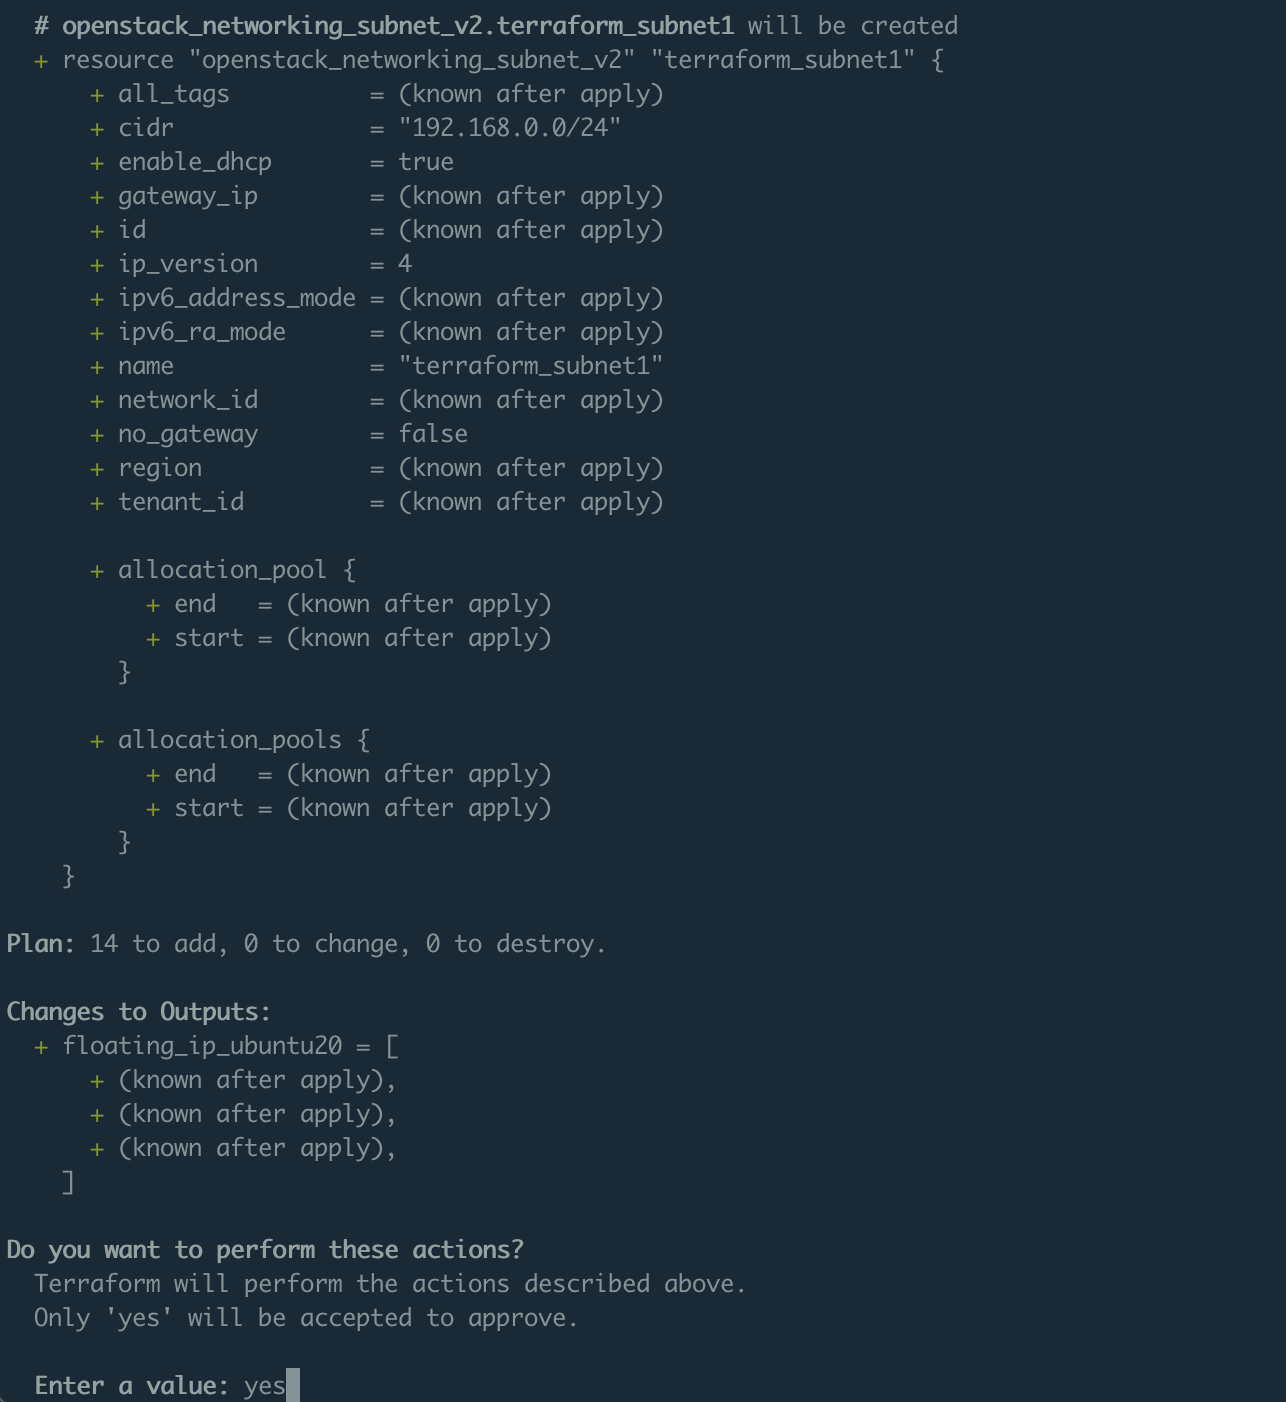 # openstack_networking_subnet_v2.terraform_subnet1 will be created
+ resource "openstack_networking_subnet_v2" "terraform_subnet1" {
+ all_tags = (known after apply)
+ cidr = "192.168.0.0/24"
+ enable_dhcp = true
+ gateway_ip = (known after apply)
+ id = (known after apply)
+ ip_version = 4
+ ipv6_address_mode = (known after apply)
+ ipv6_ra_mode = (known after apply)
+ name = "terraform_subnet1"
+ network_id = (known after apply)
+ no_gateway = false
+ region = (known after apply)
+ tenant_id = (known after apply)
+ allocation_pool {
+ end = (known after apply)
+ start = (known after apply)
}
+ allocation_pools {
+ end = (known after apply)
+ start = (known after apply)
}
}
Plan: 14 to add, 0 to change, 0 to destroy.
Changes to Outputs:
+ floating_ip_ubuntu20 = [
+ (known after apply),
+ (known after apply),
+ (known after apply),
]
Do you want to perform these actions?
Terraform will perform the actions described above.
Only 'yes' will be accepted to approve.
Enter a value: yes